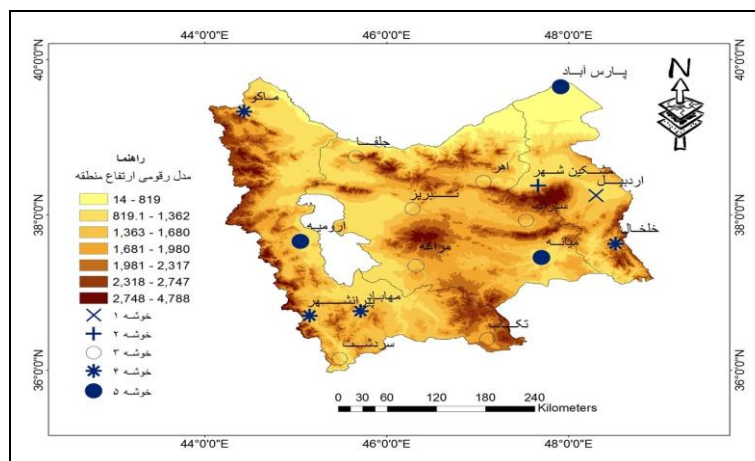 44°0'0"E 46°0'0"E 48°0'0"E
40°0'0"N 40°0'0"N
38°0'0"N 38°0'0"N
36°0'0"N 36°0'0"N
44°0'0"E 46°0'0"E 48°0'0"E
N
پارس آباد
ماکو
جلفا
اهر
مشکین شهر
اردبیل
تبریز
سراب
خلخال
ارومیه
مراغه
میانه
مهاباد
پیرانشهر
تکاب
سردشت
راهنما
مدل رقومی ارتفاع منطقه
14 - 819
819.1 - 1,362
1,363 - 1,680
1,681 - 1,980
1,981 - 2,317
2,318 - 2,747
2,748 - 4,788
خوشه ۱
خوشه ۲
خوشه ۳
خوشه ۴
خوشه ۵
0 30 60 120 180 240
Kilometers